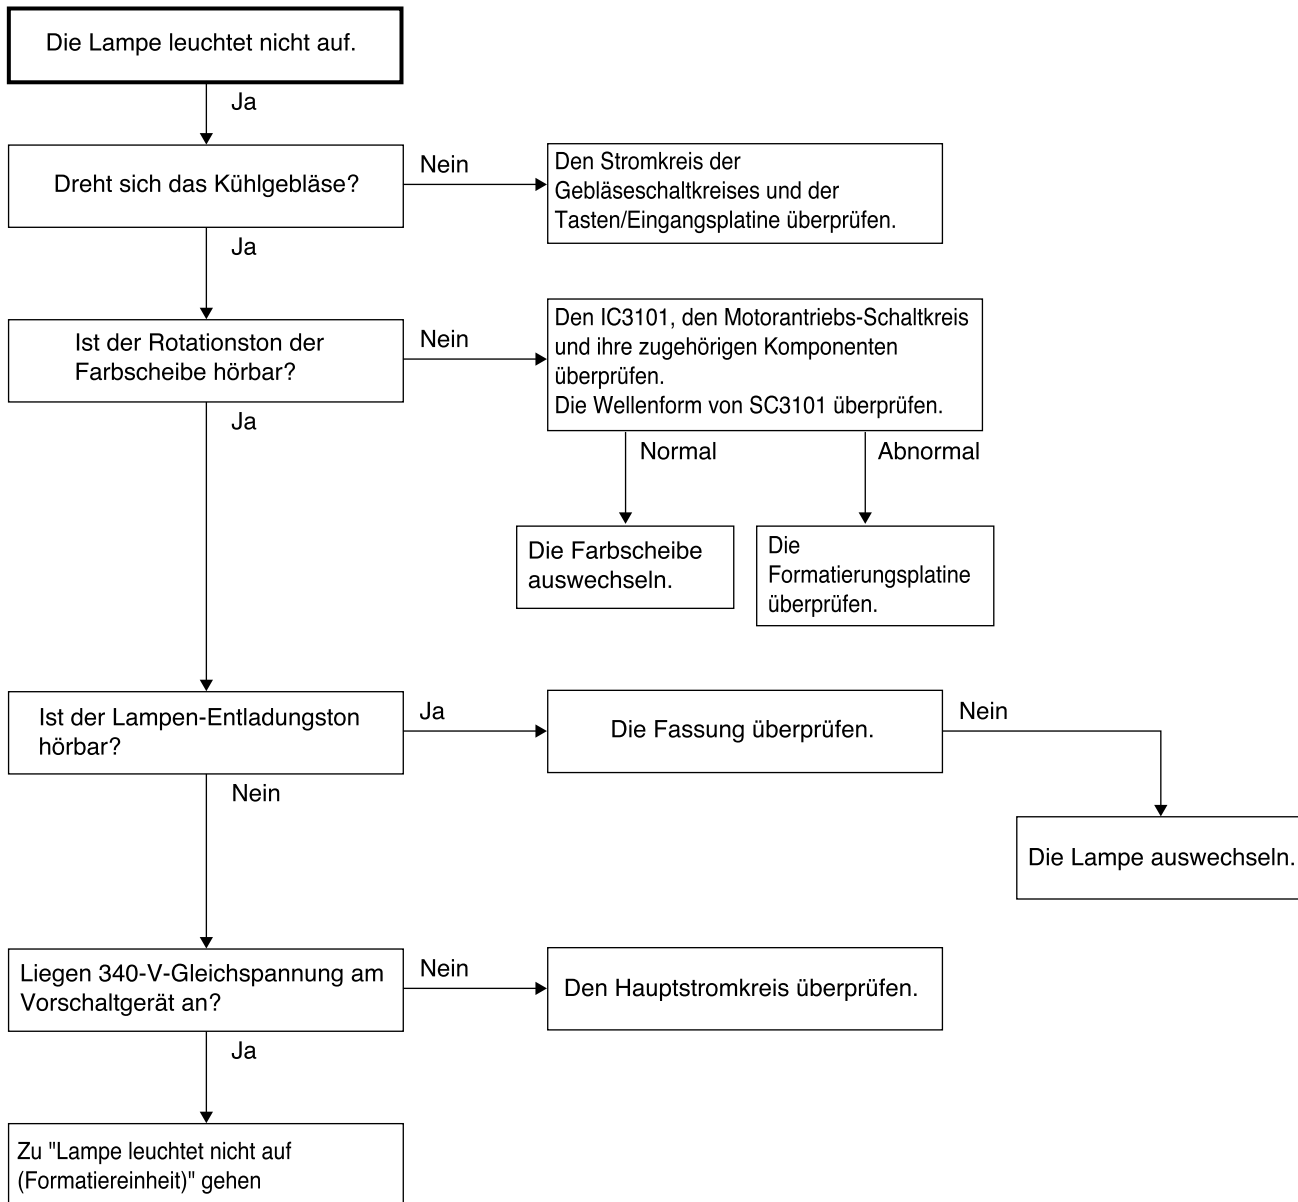 Die Lampe leuchtet nicht auf.
Ja
Dreht sich das Kühlgebläse?
Nein
Den Stromkreis der
Gebläseschaltkreises und der
Tasten/Eingangsplatine überprüfen.
Ja
Ist der Rotationston der
Farbscheibe hörbar?
Nein
Den IC3101, den Motorantriebs-Schaltkreis
und ihre zugehörigen Komponenten
überprüfen.
Die Wellenform von SC3101 überprüfen.
Ja
Normal
Abnormal
Die Farbscheibe
auswechseln.
Die
Formatierungsplatine
überprüfen.
Ist der Lampen-Entladungston
hörbar?
Ja
Die Fassung überprüfen.
Nein
Nein
Die Lampe auswechseln.
Liegen 340-V-Gleichspannung am
Vorschaltgerät an?
Nein
Den Hauptstromkreis überprüfen.
Ja
Zu "Lampe leuchtet nicht auf
(Formatiereinheit)" gehen